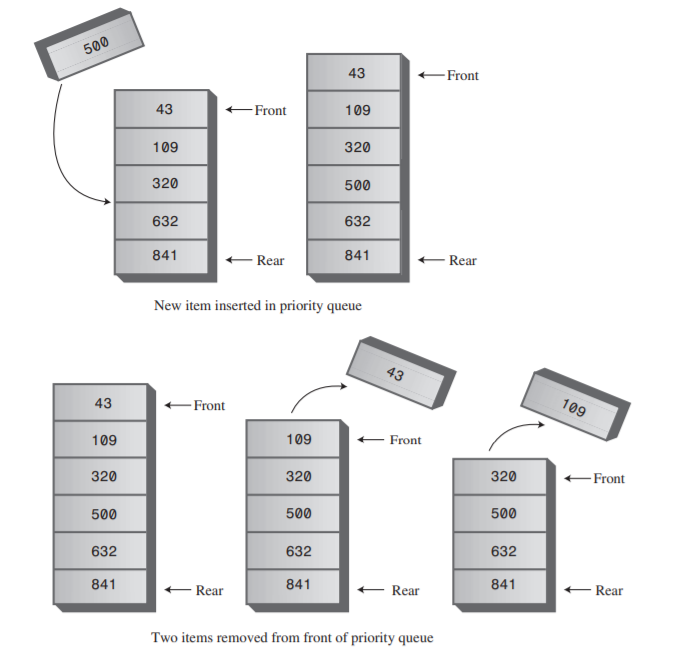 500
43
109
320
632
841
Front
Rear
43
109
320
500
632
841
Front
Rear
New item inserted in priority queue
43
109
320
500
632
841
Front
Rear
43
109
320
500
632
841
Front
Rear
109
320
500
632
841
Front
Rear
Two items removed from front of priority queue